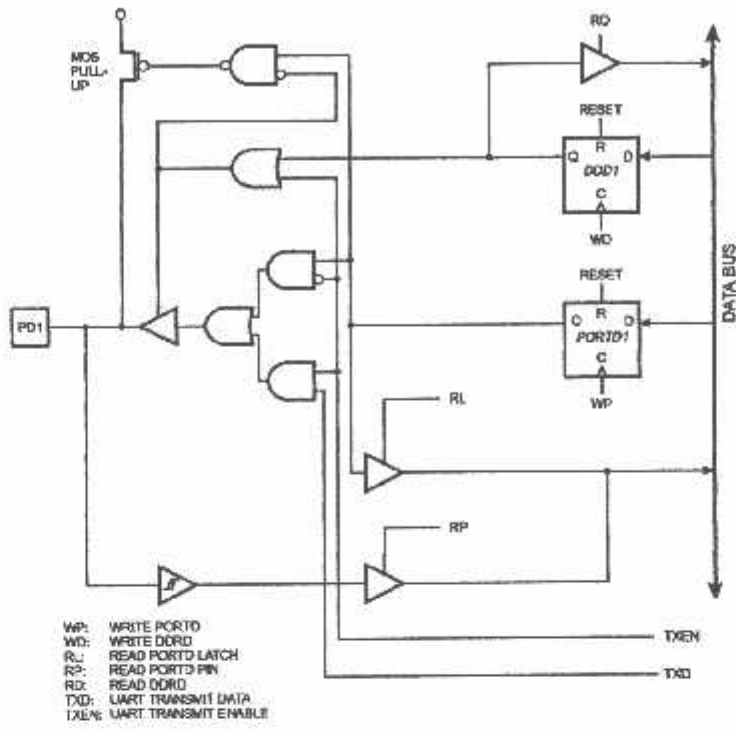 MOS
PULL-
UP
RD
RESET
R
Q
D
DDD1
C
WD
RESET
R
Q
D
PORTD1
C
WP
DATA BUS
PD1
RL
RP
WP: WRITE PORTD
WD: WRITE DDRD
RL: READ PORTD LATCH
RP: READ PORTD PIN
RD: READ DDRD
TXD: UART TRANSMIT DATA
TXEN: UART TRANSMIT ENABLE
TXEN
TXD